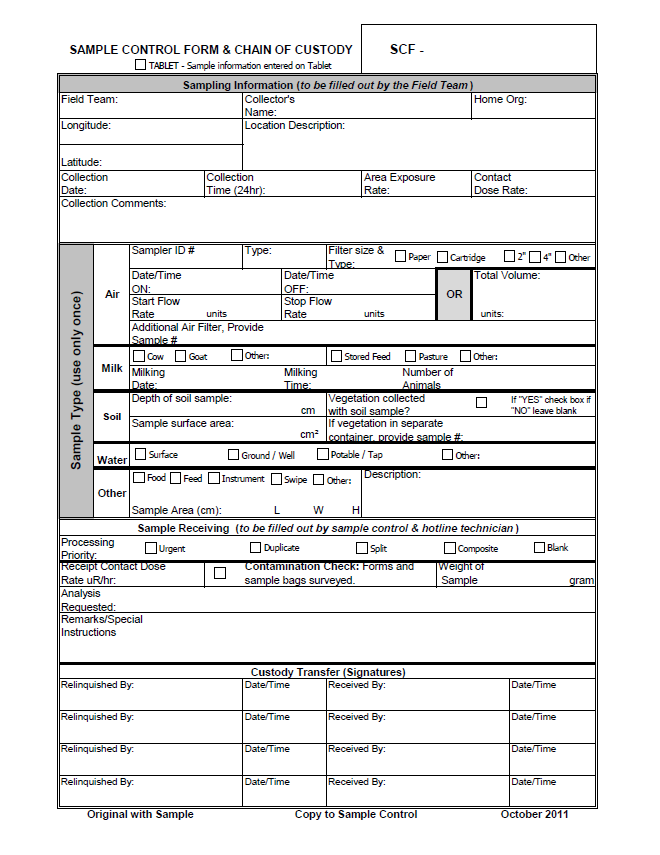 SAMPLE CONTROL FORM & CHAIN OF CUSTODY
SCF -
TABLET - Sample information entered on Tablet
Sampling Information (to be filled out by the Field Team)
Field Team:
Collector's
Name:
Home Org:
Longitude:
Location Description:
Latitude:
Collection
Date:
Collection
Time (24hr):
Area Exposure
Rate:
Contact
Dose Rate:
Collection Comments:
Sample Type (use only once)
Air
Sampler ID #
Type:
Filter size &
Type:
Paper
Cartridge
2"
4"
Other
Date/Time
ON:
Date/Time
OFF:
OR
Total Volume:
units:
Start Flow
Rate units
Stop Flow
Rate units
Additional Air Filter, Provide
Sample #
Milk
Cow
Goat
Other:
Stored Feed
Pasture
Other:
Milking
Date:
Milking
Time:
Number of
Animals
Soil
Depth of soil sample:
cm
Vegetation collected
with soil sample?
If "YES" check box if
"NO" leave blank
Sample surface area:
cm²
If vegetation in separate
container, provide sample #:
Water
Surface
Ground / Well
Potable / Tap
Other:
Other
Food
Feed
Instrument
Swipe
Other:
Description:
Sample Area (cm): L W H
Sample Receiving (to be filled out by sample control & hotline technician)
Processing
Priority:
Urgent
Duplicate
Split
Composite
Blank
Receipt Contact Dose
Rate uR/hr:
Contamination Check: Forms and
sample bags surveyed.
Weight of
Sample gram
Analysis
Requested:
Remarks/Special
Instructions
Custody Transfer (Signatures)
Relinquished By:
Date/Time
Received By:
Date/Time
Relinquished By:
Date/Time
Received By:
Date/Time
Relinquished By:
Date/Time
Received By:
Date/Time
Relinquished By:
Date/Time
Received By:
Date/Time
Original with Sample
Copy to Sample Control
October 2011